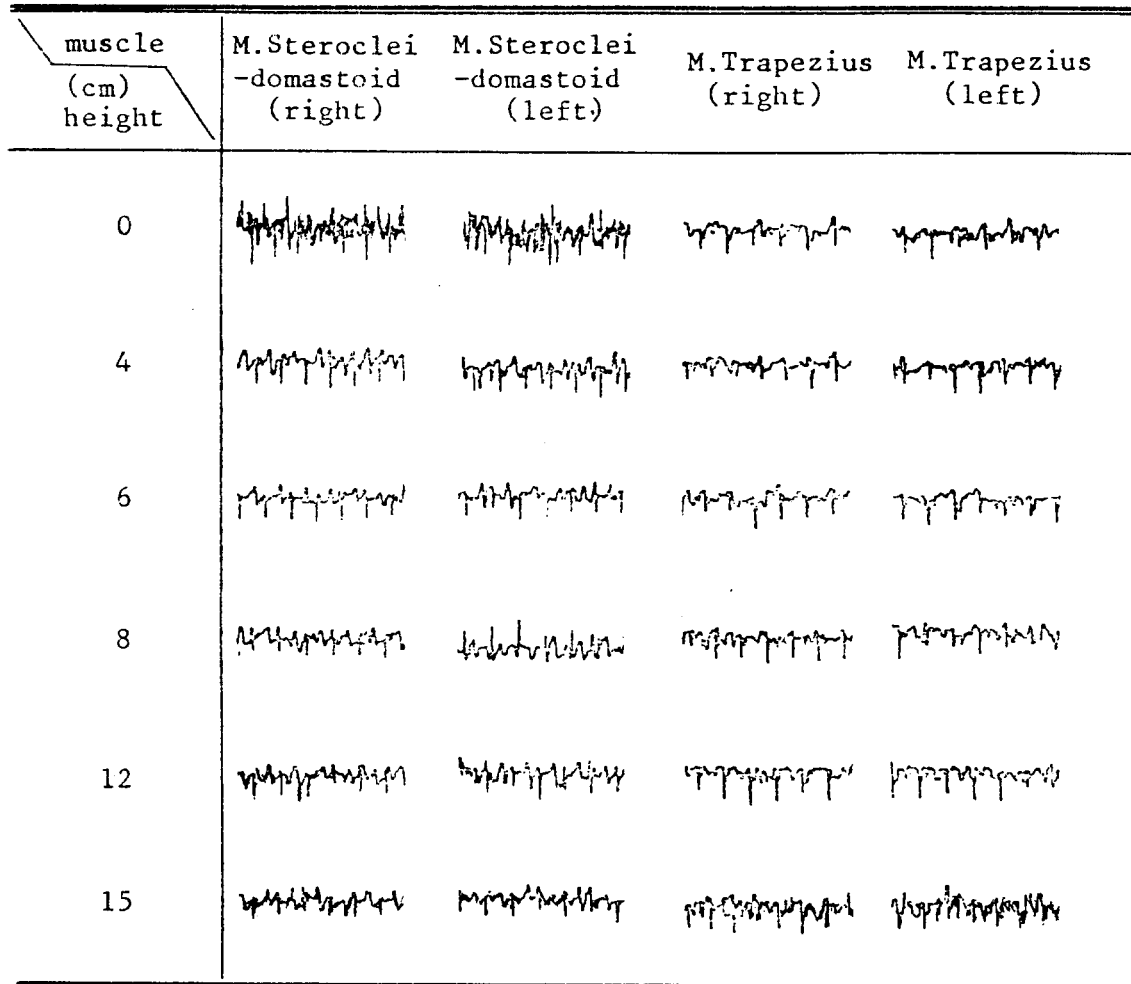 muscle
(cm)
height
M.Steroclei
-domastoid
(right)
M.Steroclei
-domastoid
(left)
M.Trapezius
(right)
M.Trapezius
(left)
0
4
6
8
12
15